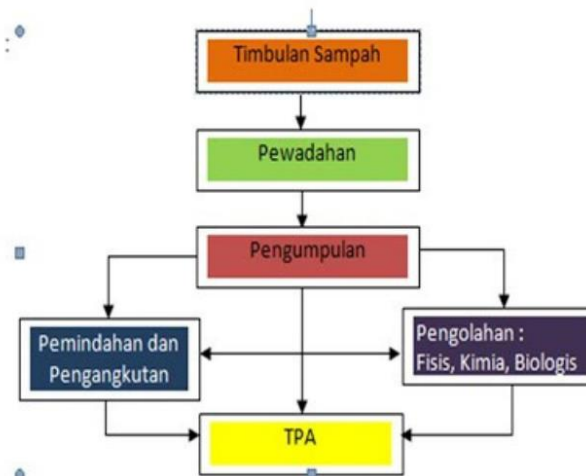 :
Timbulan Sampah
Pewadahan
Pengumpulan
Pemindahan dan
Pengangkutan
Pengolahan :
Fisis, Kimia, Biologis
TPA